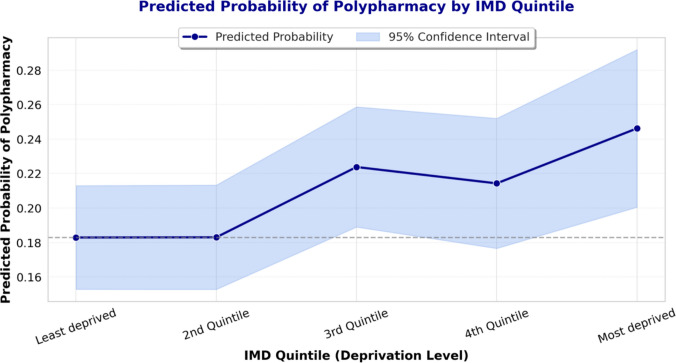 Predicted Probability of Polypharmacy by IMD Quintile
Predicted Probability
95% Confidence Interval
Predicted Probability of Polypharmacy
0.28
0.26
0.24
0.22
0.20
0.18
0.16
Least deprived
2nd Quintile
3rd Quintile
4th Quintile
Most deprived
IMD Quintile (Deprivation Level)